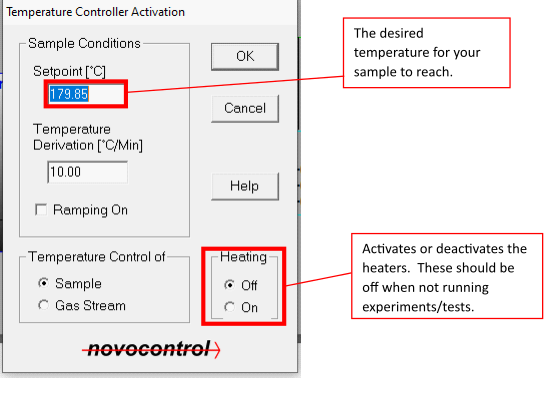 Temperature Controller Activation
Sample Conditions
Setpoint [°C]
179.85
Temperature
Derivation [°C/Min]
10.00
Ramping On
OK
Cancel
Help
Temperature Control of
Sample
Gas Stream
Heating
Off
On
novocontrol
The desired
temperature for your
sample to reach.
Activates or deactivates the
heaters. These should be
off when not running
experiments/tests.